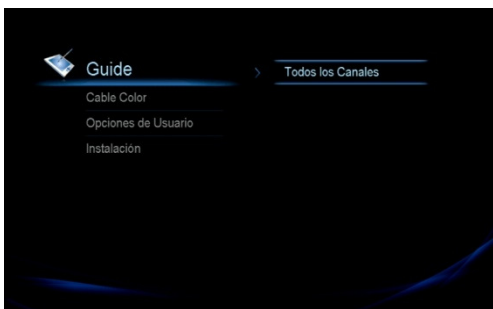 Guide
Todos los Canales
Cable Color
Opciones de Usuario
Instalación